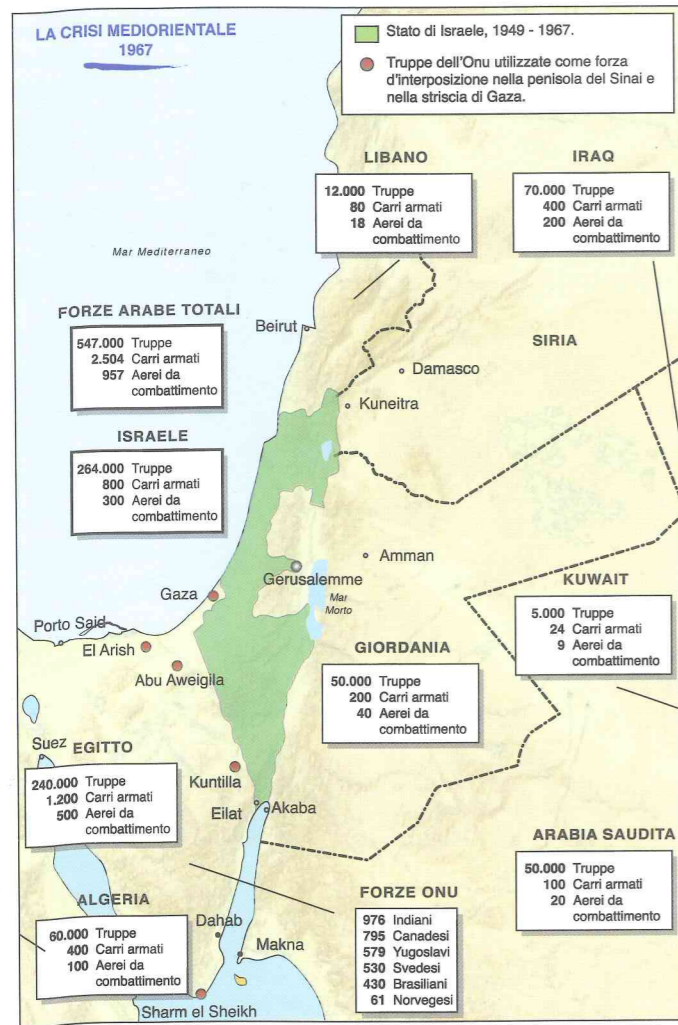 LA CRISI MEDIORIENTALE
1967
Stato di Israele, 1949 - 1967.
Truppe dell'Onu utilizzate come forza
d'interposizione nella penisola del Sinai e
nella striscia di Gaza.
LIBANO
12.000 Truppe
80 Carri armati
18 Aerei da
combattimento
IRAQ
70.000 Truppe
400 Carri armati
200 Aerei da
combattimento
Mar Mediterraneo
FORZE ARABE TOTALI
547.000 Truppe
2.504 Carri armati
957 Aerei da
combattimento
Beirut
SIRIA
Damasco
Kuneitra
ISRAELE
264.000 Truppe
800 Carri armati
300 Aerei da
combattimento
Amman
Gerusalemme
Mar
Morto
Gaza
KUWAIT
5.000 Truppe
24 Carri armati
9 Aerei da
combattimento
Porto Said
El Arish
Abu Aweigila
GIORDANIA
50.000 Truppe
200 Carri armati
40 Aerei da
combattimento
Suez
EGITTO
240.000 Truppe
1.200 Carri armati
500 Aerei da
combattimento
Kuntilla
Eilat
Akaba
ARABIA SAUDITA
50.000 Truppe
100 Carri armati
20 Aerei da
combattimento
ALGERIA
60.000 Truppe
400 Carri armati
100 Aerei da
combattimento
Dahab
Makna
FORZE ONU
976 Indiani
795 Canadesi
579 Yugoslavi
530 Svedesi
430 Brasiliani
61 Norvegesi
Sharm el Sheikh